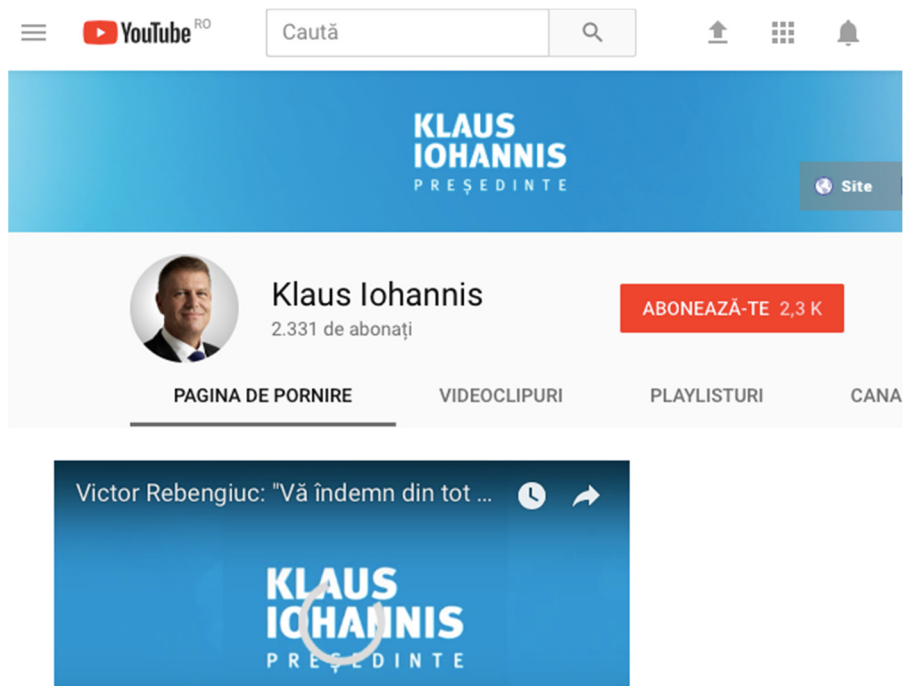 YouTube RO
Caută
KLAUS
IOHANNIS
PREȘEDINTE
Site
Klaus Iohannis
2.331 de abonați
ABONEAZĂ-TE 2,3 K
PAGINA DE PORNIRE VIDEOCLIPURI PLAYLISTURI CANA
Victor Rebengiuc: "Vă îndemn din tot ...
KLAUS
IOHANNIS
PREȘEDINTE